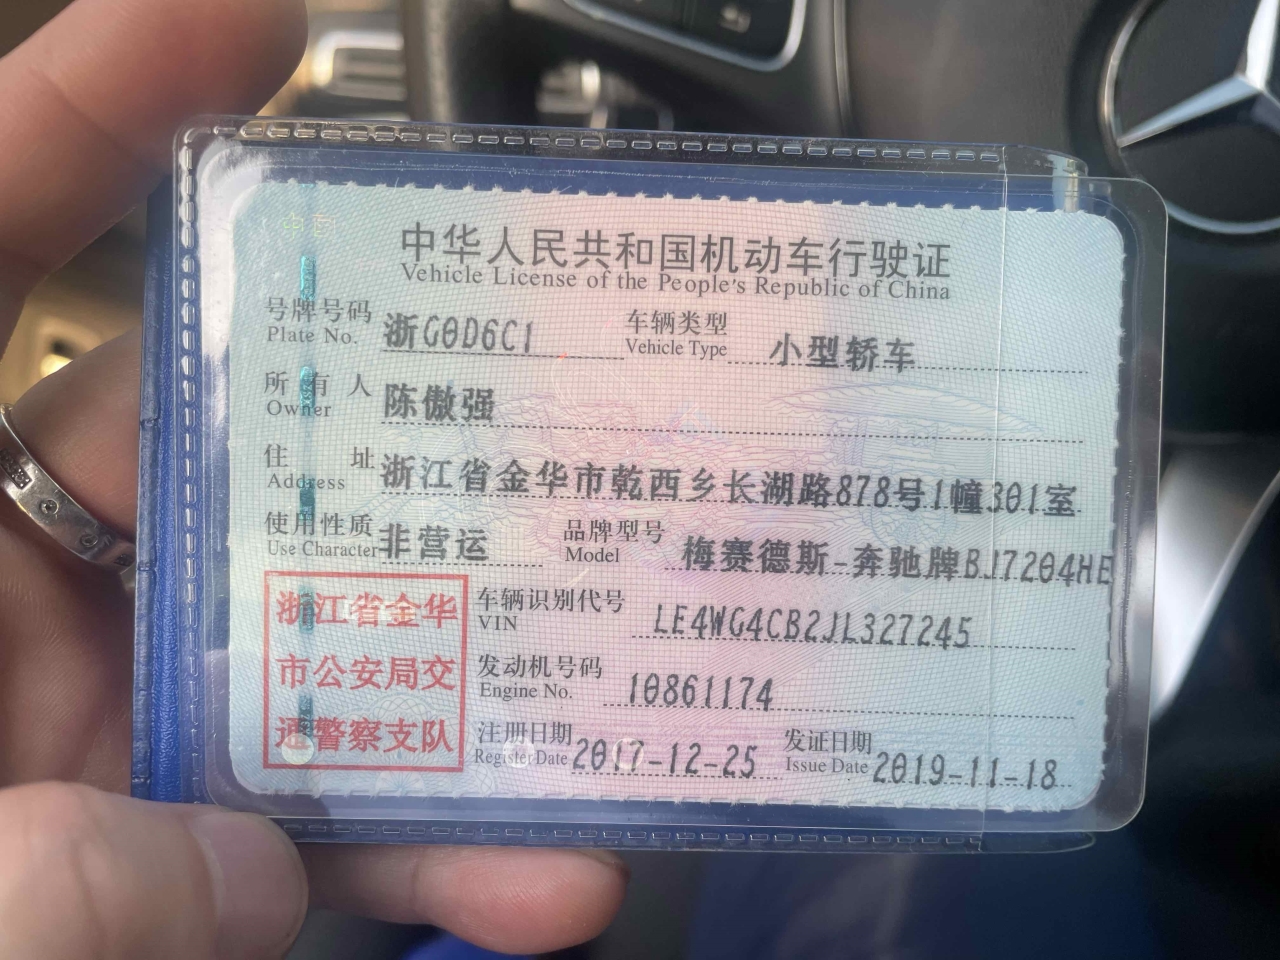 中华人民共和国机动车行驶证
Vehicle License of the People's Republic of China
号牌号码 浙G0D6C1 车辆类型 小型轿车
Plate No. Vehicle Type
所有人 陈傲强
Owner
住址 浙江省金华市乾西乡长湖路878号1幢301室
Address
使用性质 非营运 品牌型号 梅赛德斯-奔驰牌BJ7204HE
Use Character Model
浙江省金华
市公安局交
通警察支队
车辆识别代号 LE4WG4CB2JL327245
VIN
发动机号码 10861174
Engine No.
注册日期 2017-12-25 发证日期 2019-11-18
Register Date Issue Date